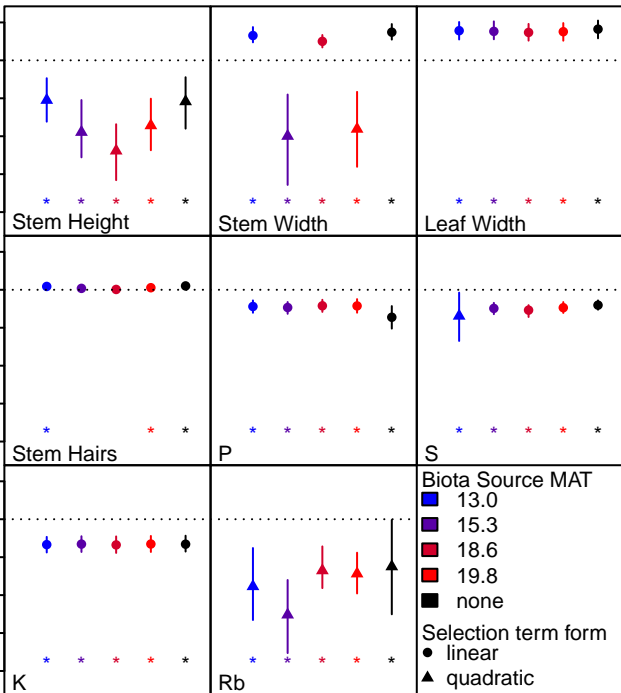 * * * * *
Stem Height
* * * * *
Stem Width
* * * * *
Leaf Width
* * *
Stem Hairs
* * * * *
P
* * * * *
S
* * * * *
K
* * * * *
Rb
Biota Source MAT
13.0
15.3
18.6
19.8
none
Selection term form
linear
quadratic